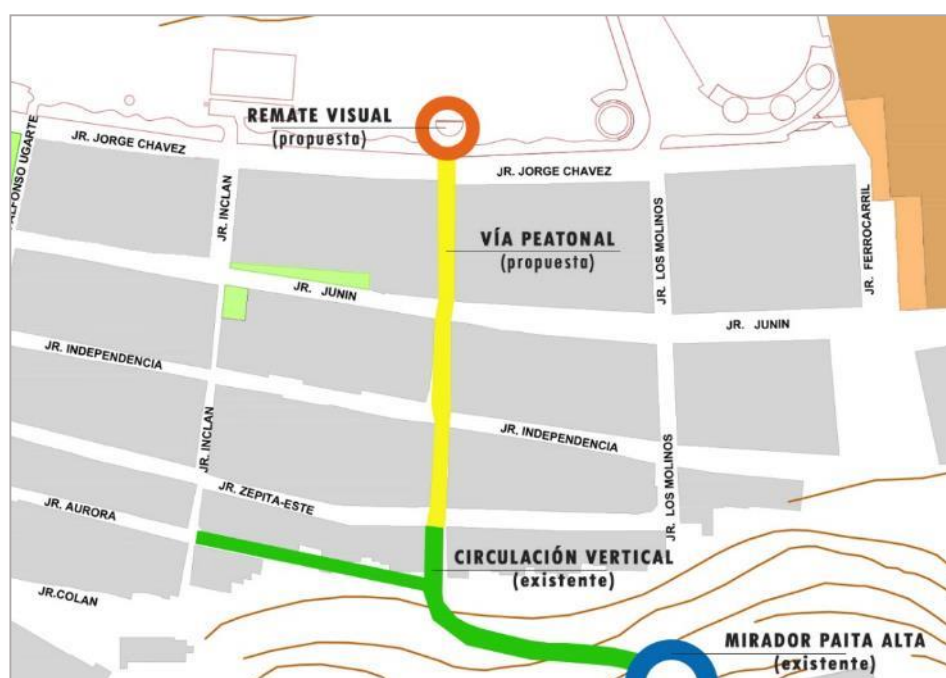 REMATE VISUAL
(propuesta)
JR. JORGE CHAVEZ
JR. JORGE CHAVEZ
ALFONSO UGARTE
JR. INCLAN
VÍA PEATONAL
(propuesta)
JR. LOS MOLINOS
JR. FERROCARRIL
JR. JUNIN
JR. JUNIN
JR. INDEPENDENCIA
JR. INDEPENDENCIA
JR. INCLAN
JR. LOS MOLINOS
JR. ZEPITA-ESTE
JR. AURORA
CIRCULACIÓN VERTICAL
(existente)
JR.COLAN
MIRADOR PAITA ALTA
(existente)